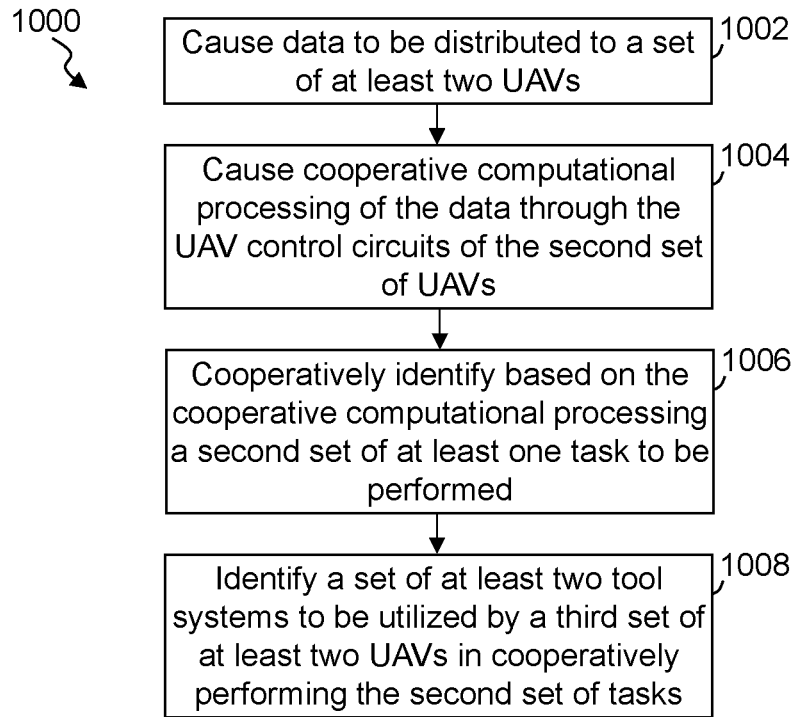 1000
Cause data to be distributed to a set
of at least two UAVs
1002
Cause cooperative computational
processing of the data through the
UAV control circuits of the second set
of UAVs
1004
Cooperatively identify based on the
cooperative computational processing
a second set of at least one task to be
performed
1006
Identify a set of at least two tool
systems to be utilized by a third set of
at least two UAVs in cooperatively
performing the second set of tasks
1008